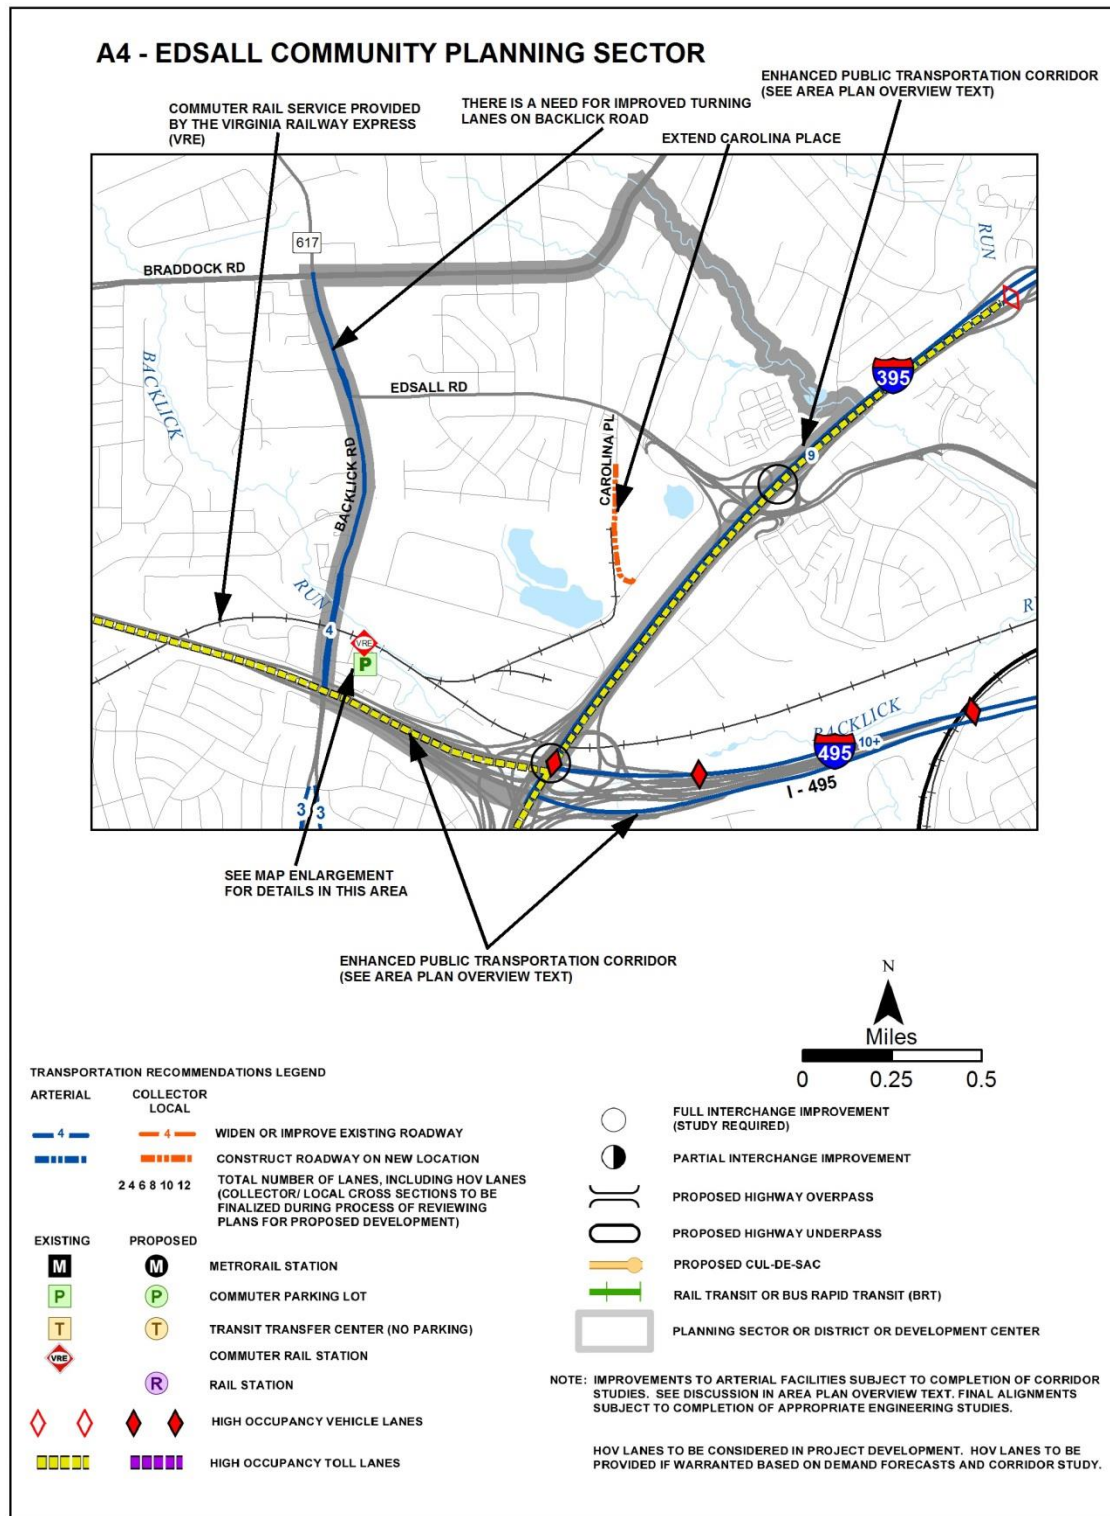 A4 - EDSALL COMMUNITY PLANNING SECTOR
COMMUTER RAIL SERVICE PROVIDED
BY THE VIRGINIA RAILWAY EXPRESS
(VRE)
THERE IS A NEED FOR IMPROVED TURNING
LANES ON BACKLICK ROAD
EXTEND CAROLINA PLACE
ENHANCED PUBLIC TRANSPORTATION CORRIDOR
(SEE AREA PLAN OVERVIEW TEXT)
617
BRADDOCK RD
RUN
BACKLICK
395
EDSALL RD
CAROLINA PL
9
BACKLICK RD
RUN
4
VRE
P
BACKLICK
10+
495
I - 495
3
3
SEE MAP ENLARGEMENT
FOR DETAILS IN THIS AREA
ENHANCED PUBLIC TRANSPORTATION CORRIDOR
(SEE AREA PLAN OVERVIEW TEXT)
N
Miles
0 0.25 0.5
TRANSPORTATION RECOMMENDATIONS LEGEND
ARTERIAL
COLLECTOR
LOCAL
4 4 WIDEN OR IMPROVE EXISTING ROADWAY
CONSTRUCT ROADWAY ON NEW LOCATION
2 4 6 8 10 12 TOTAL NUMBER OF LANES, INCLUDING HOV LANES
(COLLECTOR/ LOCAL CROSS SECTIONS TO BE
FINALIZED DURING PROCESS OF REVIEWING
PLANS FOR PROPOSED DEVELOPMENT)
EXISTING PROPOSED
M M METRORAIL STATION
P P COMMUTER PARKING LOT
T T TRANSIT TRANSFER CENTER (NO PARKING)
VRE COMMUTER RAIL STATION
R RAIL STATION
HIGH OCCUPANCY VEHICLE LANES
HIGH OCCUPANCY TOLL LANES
FULL INTERCHANGE IMPROVEMENT
(STUDY REQUIRED)
PARTIAL INTERCHANGE IMPROVEMENT
PROPOSED HIGHWAY OVERPASS
PROPOSED HIGHWAY UNDERPASS
PROPOSED CUL-DE-SAC
RAIL TRANSIT OR BUS RAPID TRANSIT (BRT)
PLANNING SECTOR OR DISTRICT OR DEVELOPMENT CENTER
NOTE: IMPROVEMENTS TO ARTERIAL FACILITIES SUBJECT TO COMPLETION OF CORRIDOR
STUDIES. SEE DISCUSSION IN AREA PLAN OVERVIEW TEXT. FINAL ALIGNMENTS
SUBJECT TO COMPLETION OF APPROPRIATE ENGINEERING STUDIES.
HOV LANES TO BE CONSIDERED IN PROJECT DEVELOPMENT. HOV LANES TO BE
PROVIDED IF WARRANTED BASED ON DEMAND FORECASTS AND CORRIDOR STUDY.